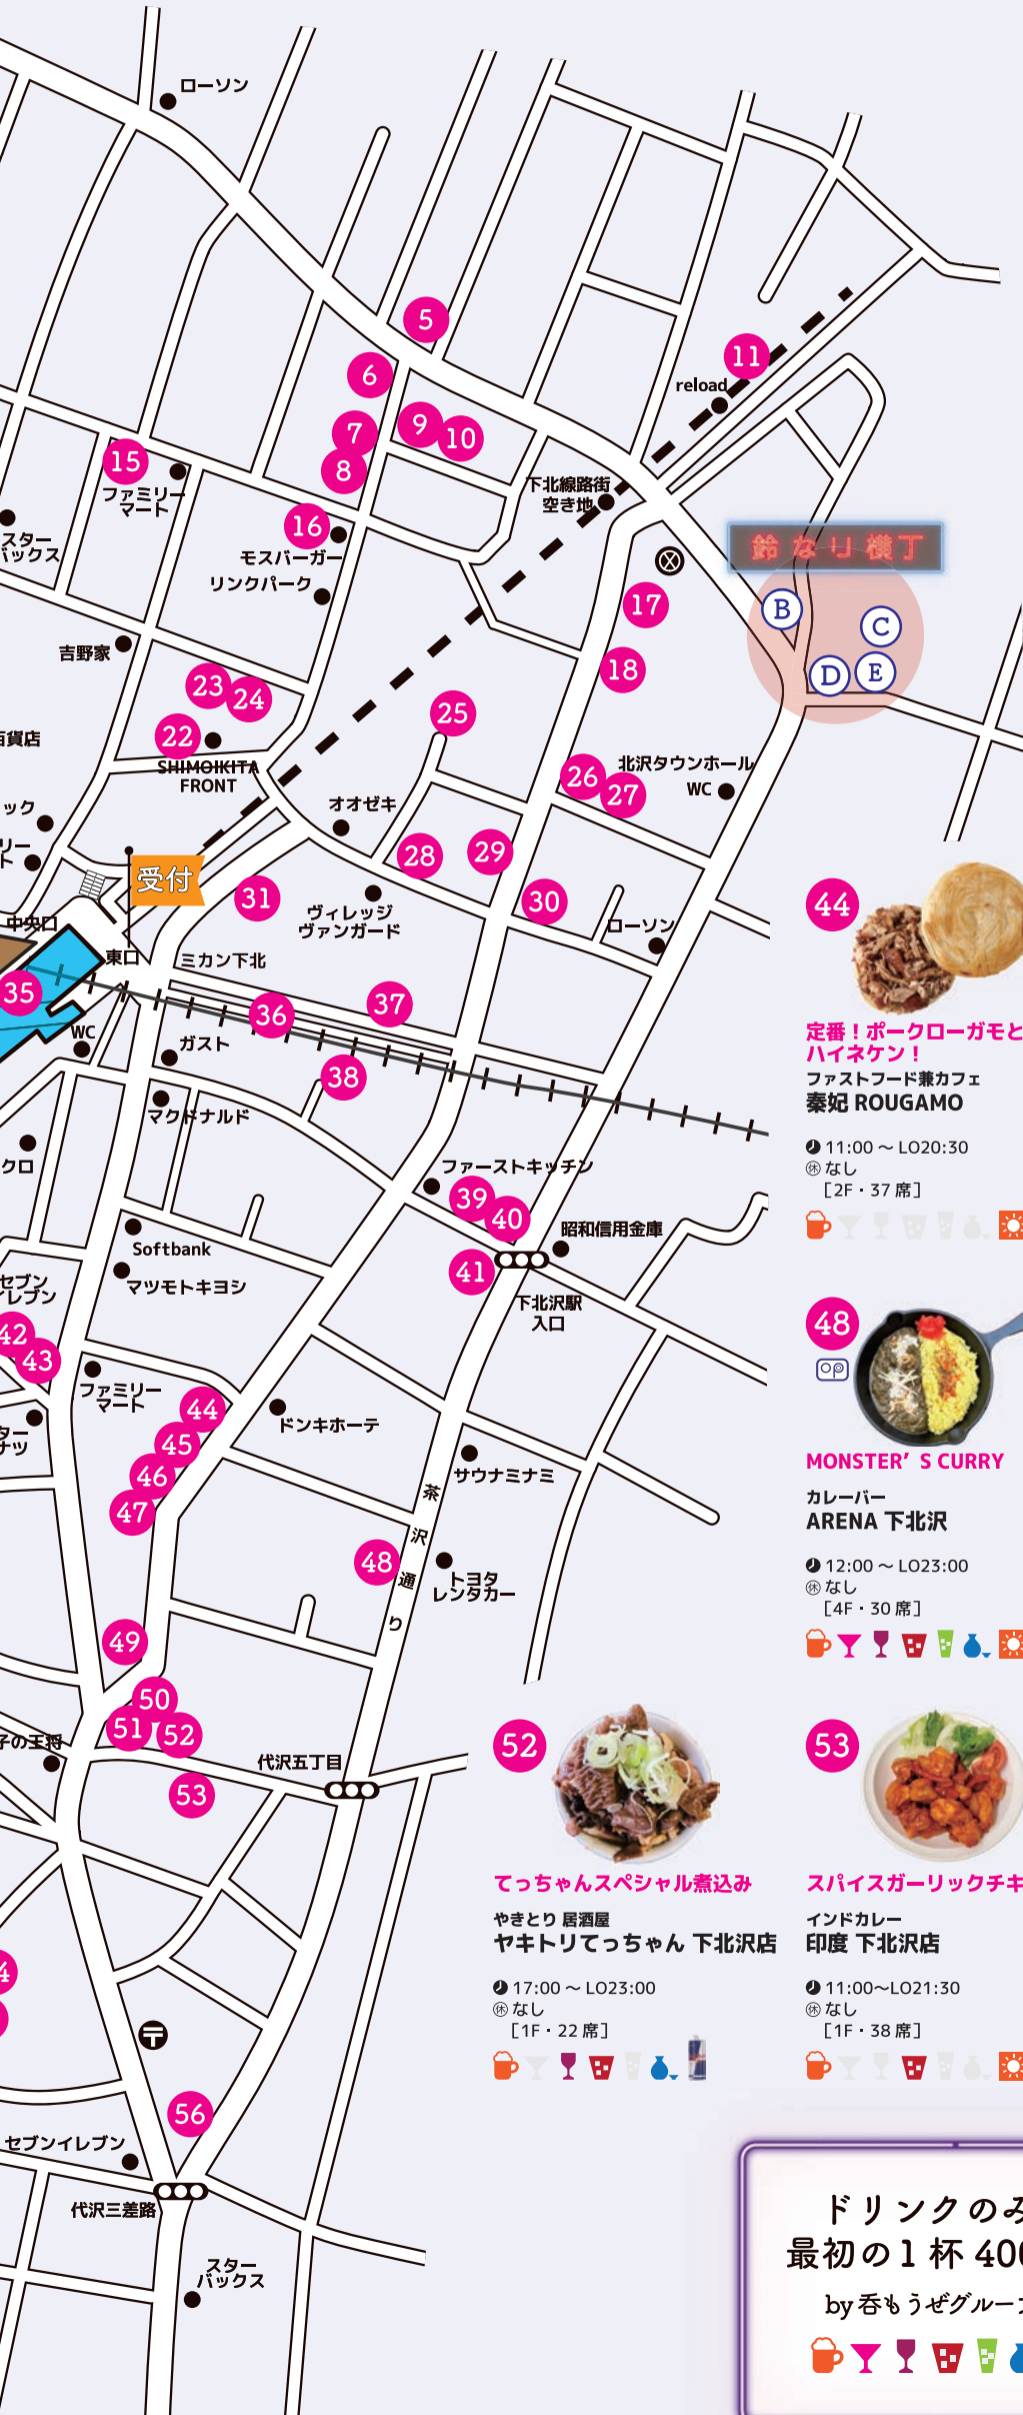 ローソン
5
6
7
8
9
10
11
reload
15
ファミリー
マート
16
モスバーガー
リンクパーク
下北線路街
空き地
スター
バックス
鈴なり横丁
B
C
D
E
17
18
吉野家
23
24
22
SHIMOIKITA
FRONT
25
26
27
北沢タウンホール
WC
オオゼキ
28
29
30
ローソン
受付
31
ヴィレッジ
ヴァンガード
中央口
東口
ミカン下北
35
36
37
38
WC
ガスト
マクドナルド
クロ
ファーストキッチン
39
40
41
昭和信用金庫
下北沢駅
入口
Softbank
マツモトキヨシ
セブン
イレブン
42
43
ファミリー
マート
44
45
46
47
ドンキホーテ
サウナミナミ
茶沢通り
48
トヨタ
レンタカー
49
50
51
52
53
子の王将
代沢五丁目
4
56
セブンイレブン
代沢三差路
スター
バックス
44
定番！ポークローガモと
ハイネケン！
ファストフード兼カフェ
秦妃 ROUGAMO
11:00 〜 LO20:30
㊡ なし
［2F・37 席］
48
OP
MONSTER’S CURRY
カレーバー
ARENA 下北沢
12:00 〜 LO23:00
㊡ なし
［4F・30 席］
52
てっちゃんスペシャル煮込み
やきとり 居酒屋
ヤキトリてっちゃん 下北沢店
17:00 〜 LO23:00
㊡ なし
［1F・22 席］
53
スパイスガーリックチキ
インドカレー
印度 下北沢店
11:00〜LO21:30
㊡ なし
［1F・38 席］
ドリンクのみ
最初の1 杯 400
by 呑もうぜグループ